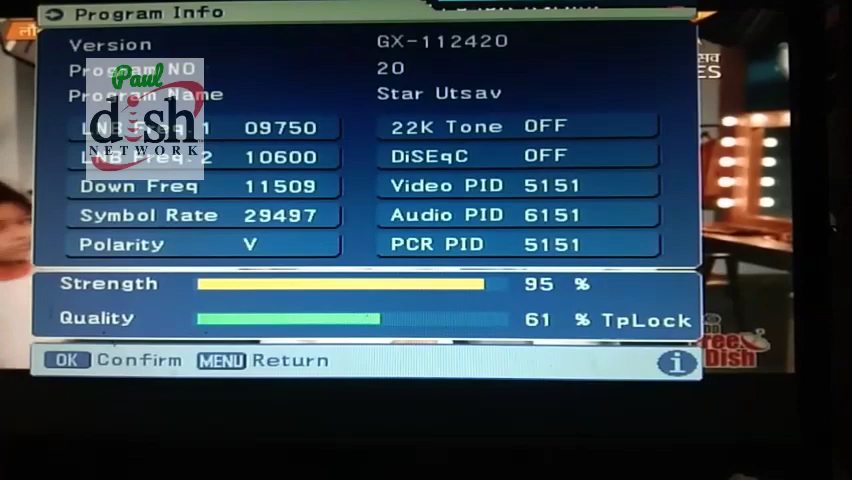 Program Info
Version GX-112420
Program NO 20
Program Name Star Utsav
LNB Freq. 1 09750 22K Tone OFF
LNB Freq. 2 10600 DiSEqC OFF
Down Freq 11509 Video PID 5151
Symbol Rate 29497 Audio PID 6151
Polarity V PCR PID 5151
Paul
dish
NETWORK
Strength 95 %
Quality 61 % TpLock
OK Confirm MENU Return
i
Free
Dish